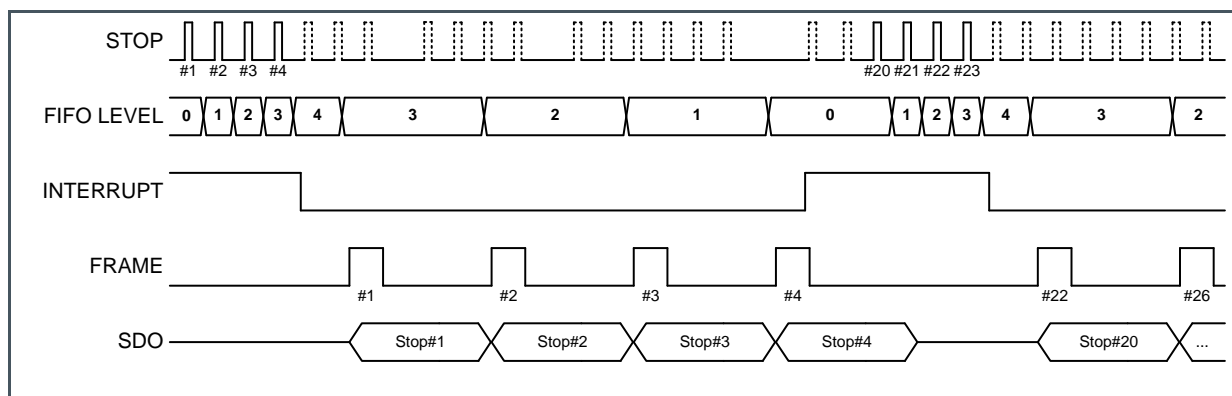 STOP
#1 #2 #3 #4 #20 #21 #22 #23
FIFO LEVEL 0 1 2 3 4 3 2 1 0 1 2 3 4 3 2
INTERRUPT
FRAME
#1 #2 #3 #4 #22 #26
SDO Stop#1 Stop#2 Stop#3 Stop#4 Stop#20 ...